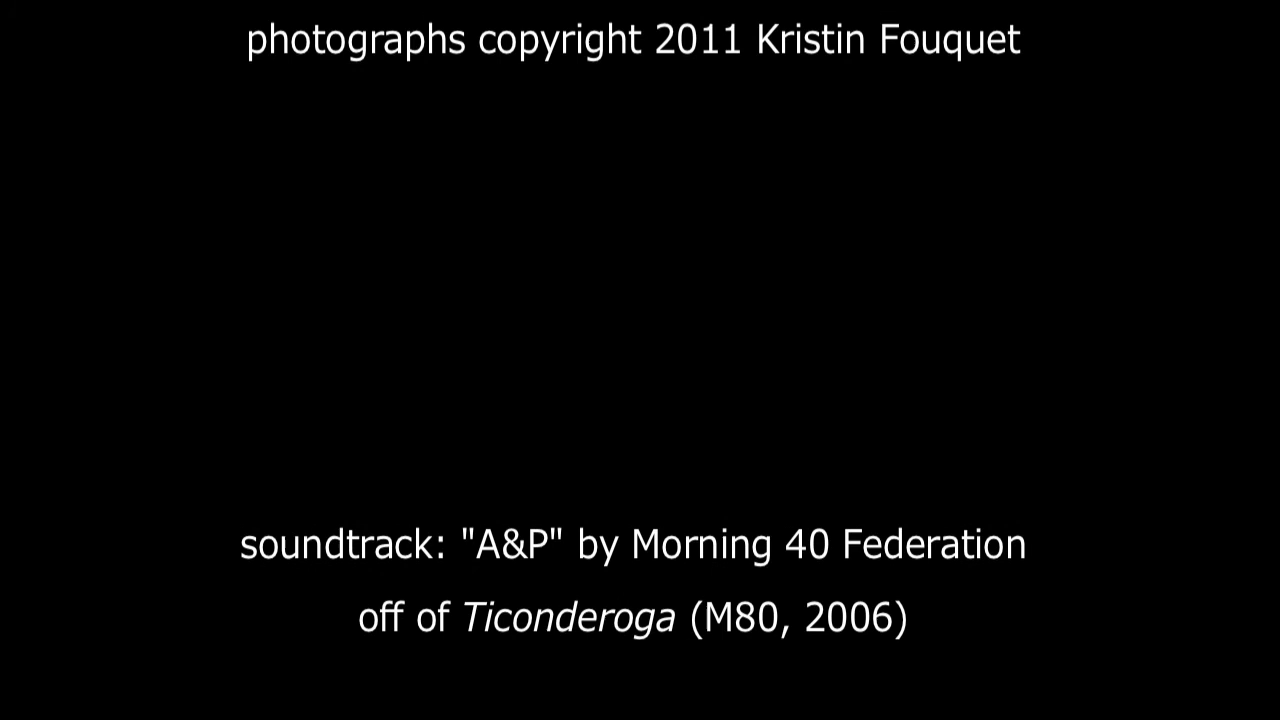 photographs copyright 2011 Kristin Fouquet
soundtrack: "A&P" by Morning 40 Federation
off of Ticonderoga (M80, 2006)